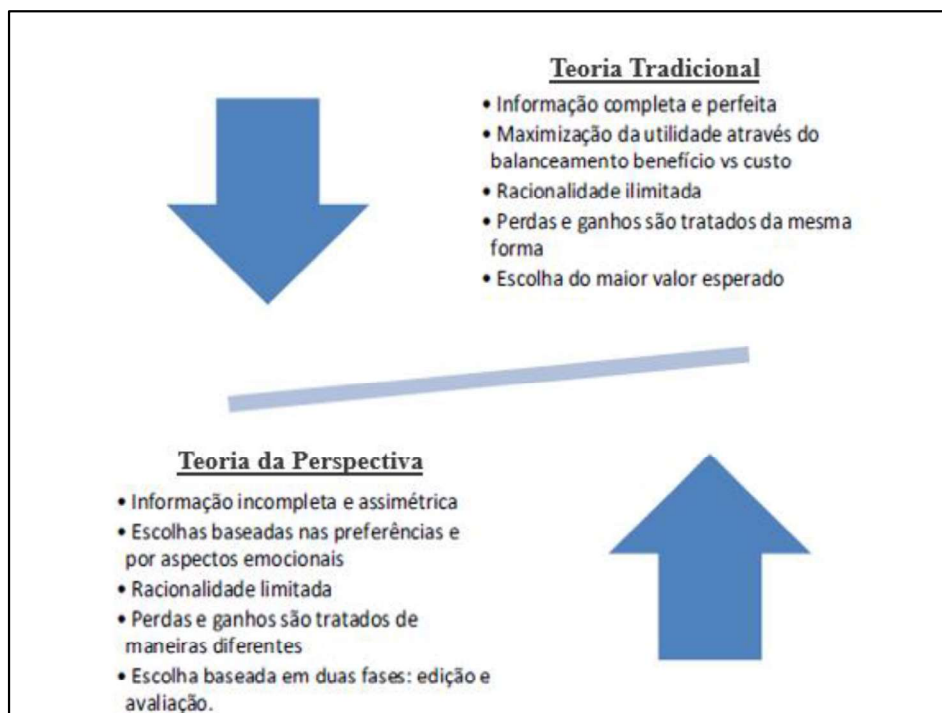 Teoria Tradicional
• Informação completa e perfeita
• Maximização da utilidade através do
balanceamento benefício vs custo
• Racionalidade ilimitada
• Perdas e ganhos são tratados da mesma
forma
• Escolha do maior valor esperado
Teoria da Perspectiva
• Informação incompleta e assimétrica
• Escolhas baseadas nas preferências e
por aspectos emocionais
• Racionalidade limitada
• Perdas e ganhos são tratados de
maneiras diferentes
• Escolha baseada em duas fases: edição e
avaliação.